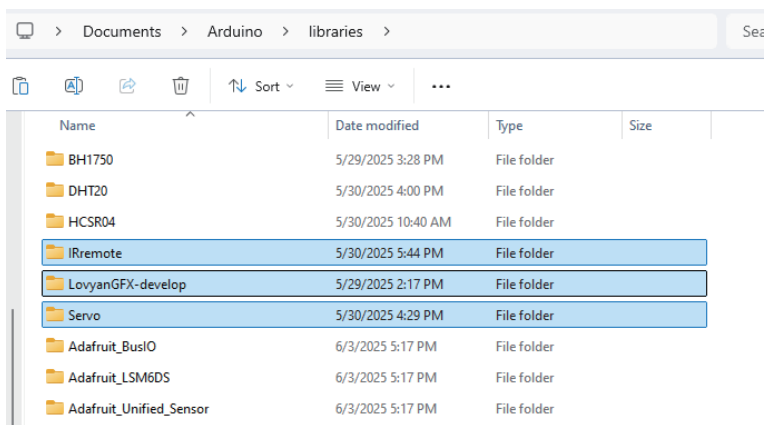 > Documents > Arduino > libraries >
Sort View ...
Name Date modified Type Size
BH1750 5/29/2025 3:28 PM File folder
DHT20 5/30/2025 4:00 PM File folder
HCSR04 5/30/2025 10:40 AM File folder
IRremote 5/30/2025 5:44 PM File folder
LovyanGFX-develop 5/29/2025 2:17 PM File folder
Servo 5/30/2025 4:29 PM File folder
Adafruit_BusIO 6/3/2025 5:17 PM File folder
Adafruit_LSM6DS 6/3/2025 5:17 PM File folder
Adafruit_Unified_Sensor 6/3/2025 5:17 PM File folder